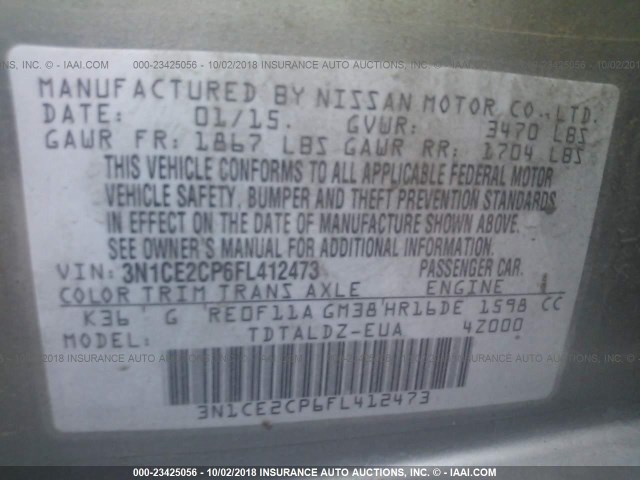 000-23425056 - 10/02/2018 INSURANCE AUTO AUCTIONS, INC. © - IAAI.COM
MANUFACTURED BY NISSAN MOTOR CO., LTD.
DATE: 01/15. GVWR: 3470 LBS
GAWR FR: 1867 LBS GAWR RR: 1704 LBS
THIS VEHICLE CONFORMS TO ALL APPLICABLE FEDERAL MOTOR
VEHICLE SAFETY, BUMPER AND THEFT PREVENTION STANDARDS
IN EFFECT ON THE DATE OF MANUFACTURE SHOWN ABOVE.
SEE OWNER'S MANUAL FOR ADDITIONAL INFORMATION.
VIN: 3N1CE2CP6FL412473 PASSENGER CAR.
COLOR TRIM TRANS AXLE ENGINE
K36 G RE0F11A GM38 HR16DE 1598 CC
MODEL: TDTALDZ-EUA 4Z000
3N1CE2CP6FL412473
000-23425056 - 10/02/2018 INSURANCE AUTO AUCTIONS, INC. © - IAAI.COM